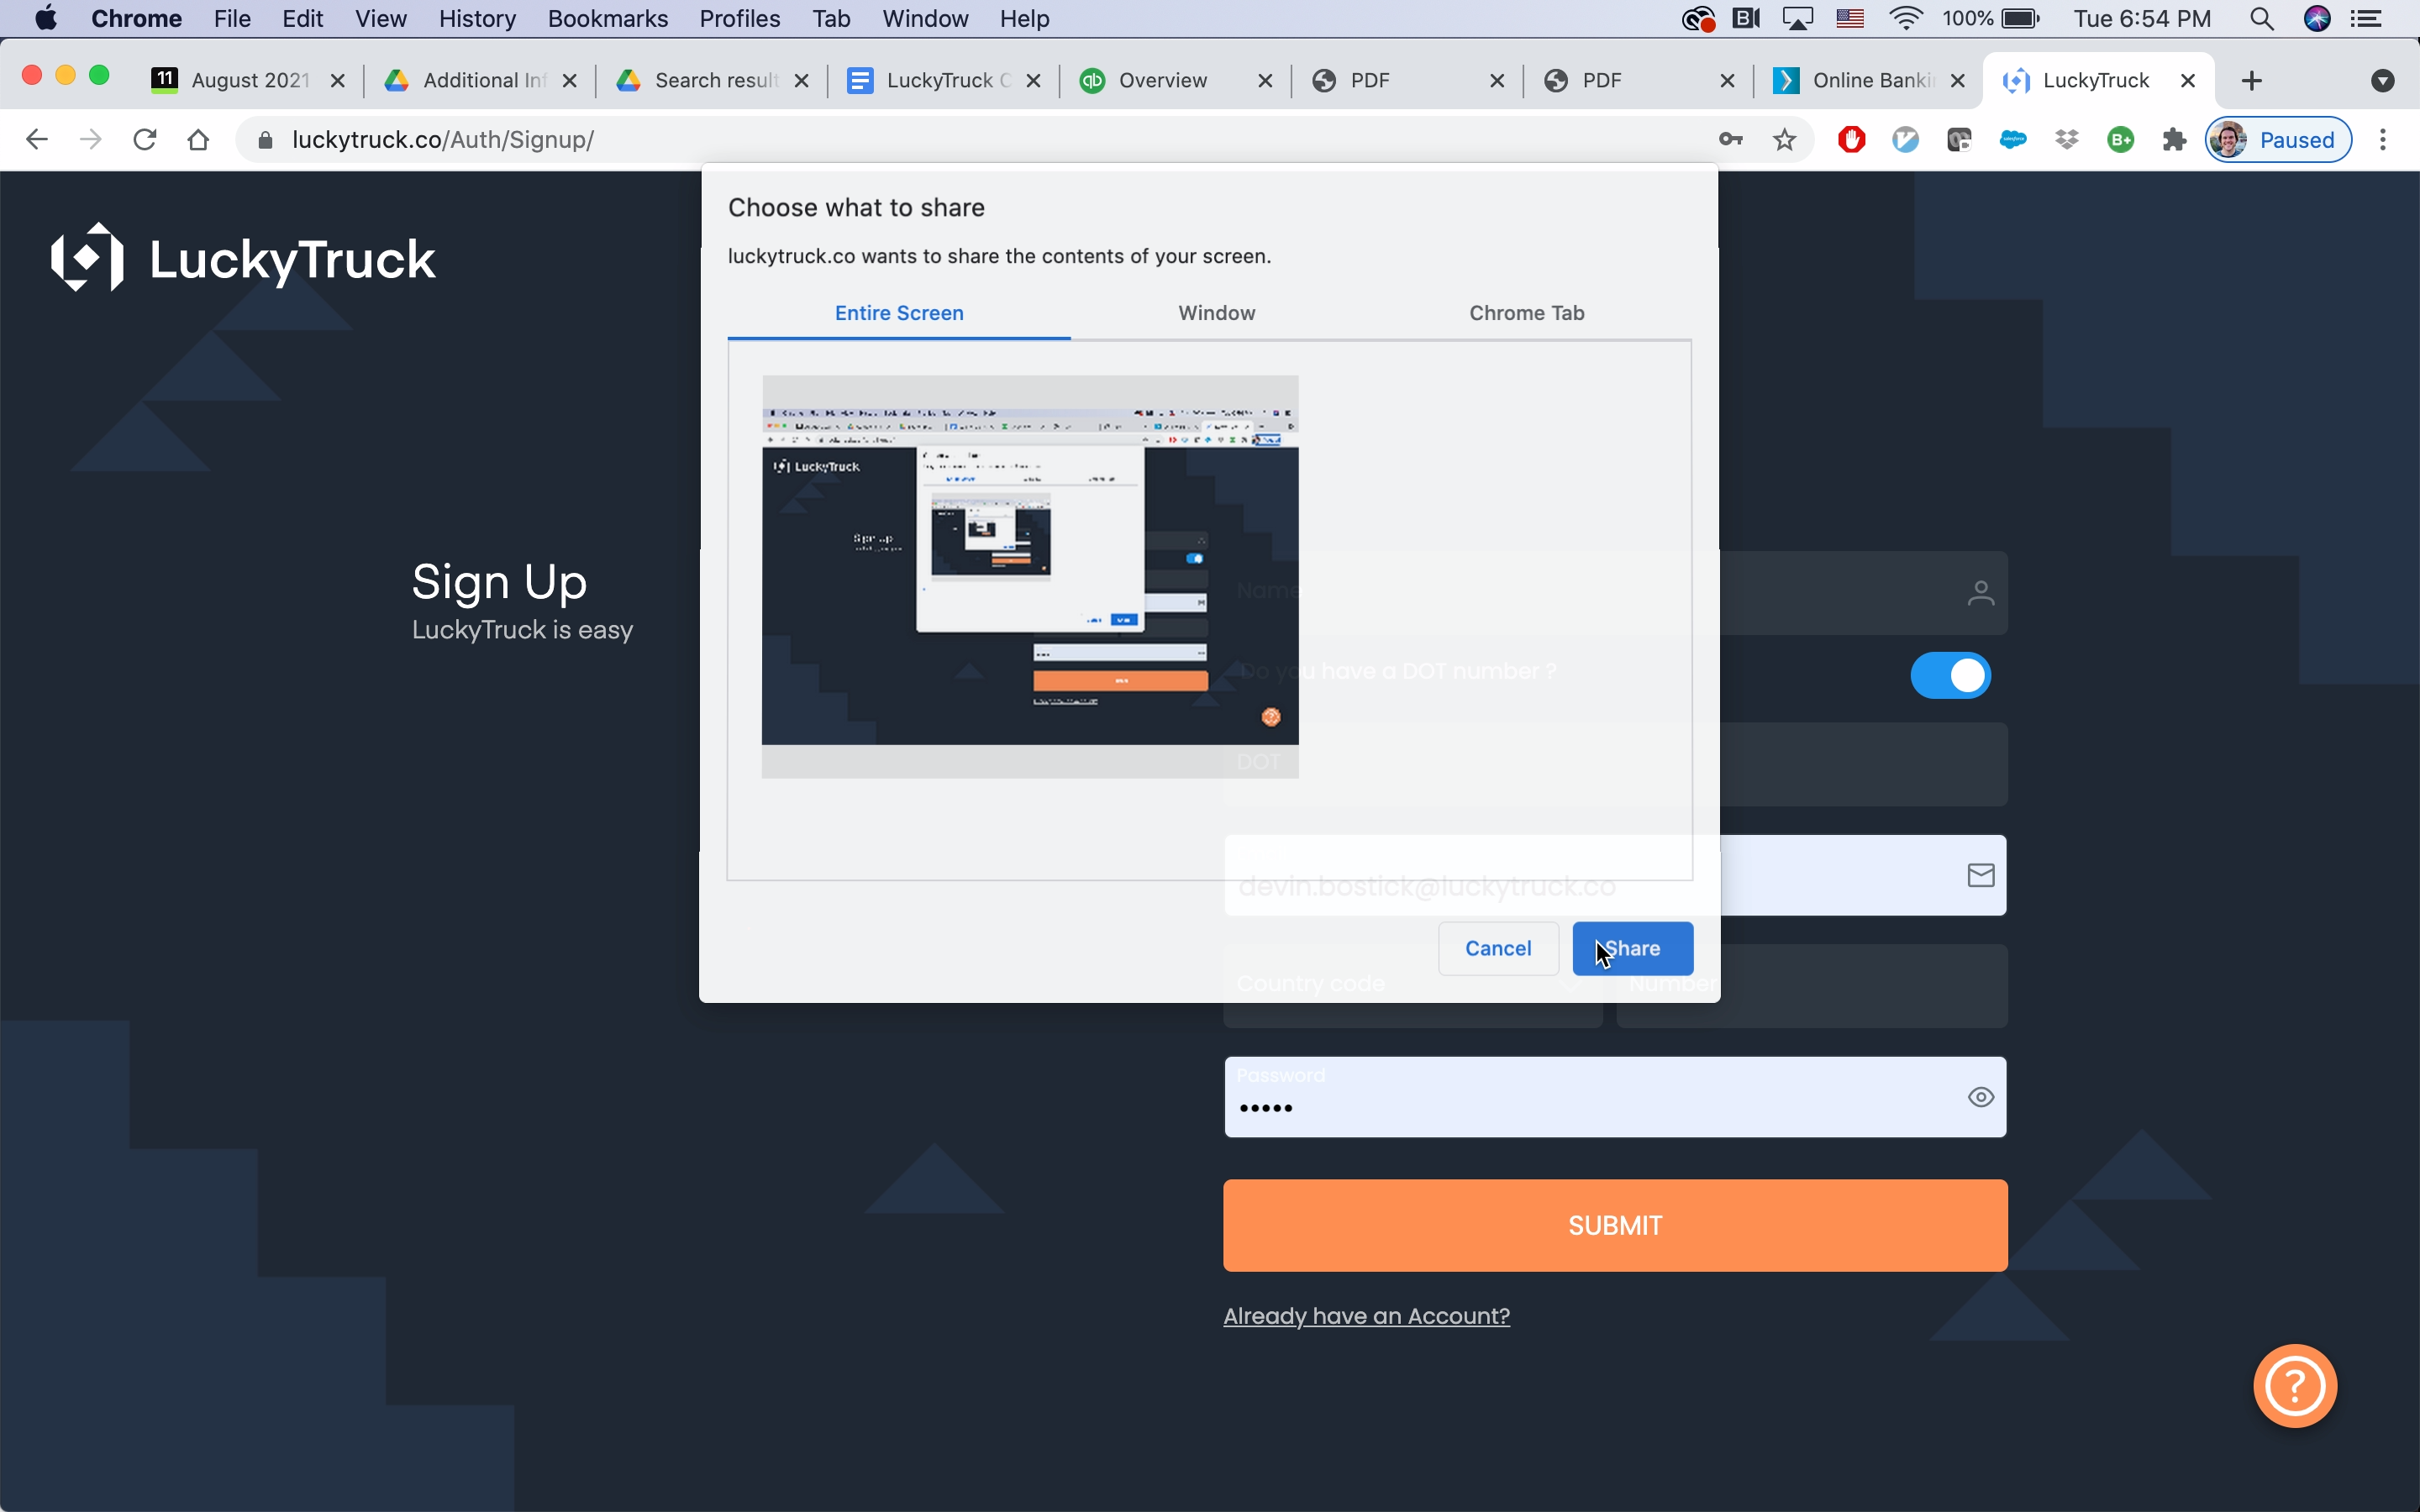 Chrome File Edit View History Bookmarks Profiles Tab Window Help 100% Tue 6:54 PM
11 August 2021 Additional Inf Search result LuckyTruck C qb Overview PDF PDF Online Banki LuckyTruck
luckytruck.co/Auth/Signup/ B+ Paused
LuckyTruck
Choose what to share
luckytruck.co wants to share the contents of your screen.
Entire Screen Window Chrome Tab
LuckyTruck
Sign Up
LuckyTruck is easy
Name
Do you have a DOT number ?
DOT
devin.bostick@luckytruck.co
Cancel Share
Country code Number
Password
•••••
SUBMIT
Already have an Account?
?